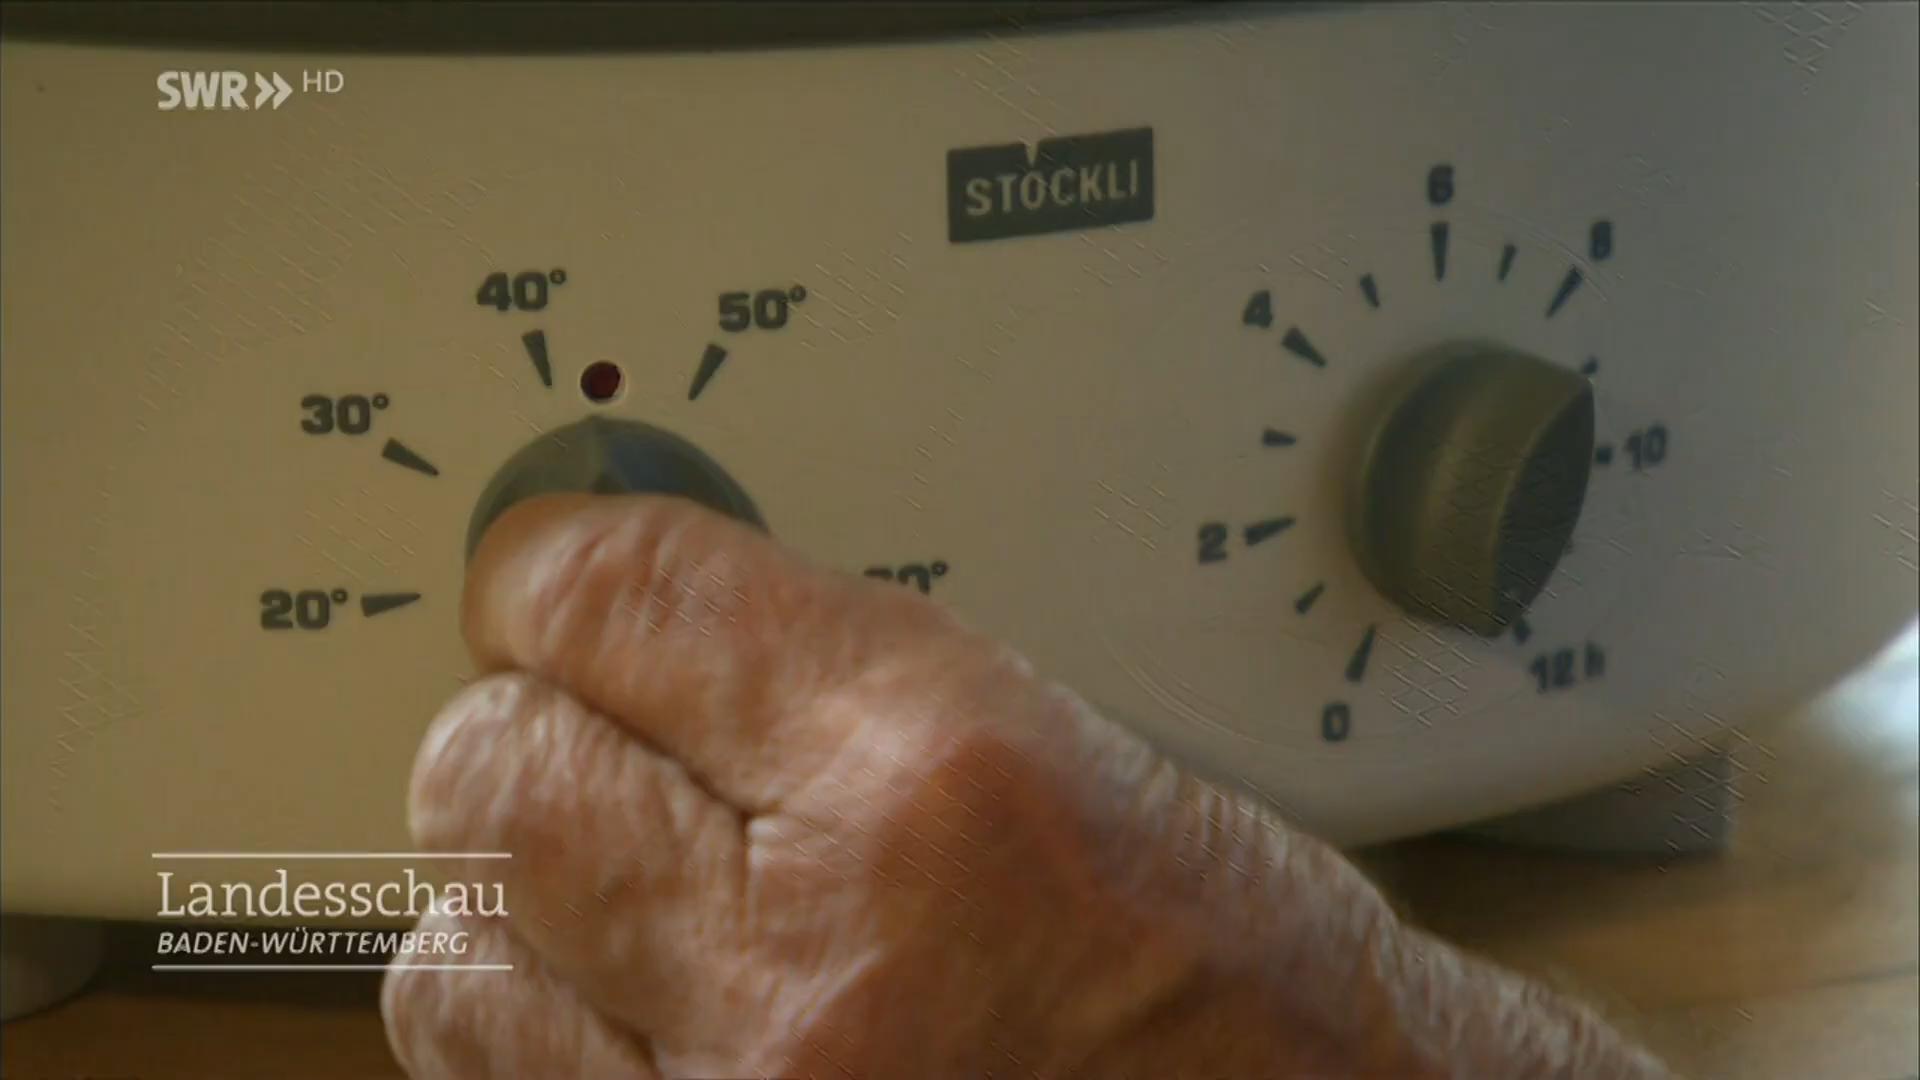 SWR» HD
STÖCKLI
40°
50°
30°
20°
6
8
4
10
2
12 h
0
Landesschau
BADEN-WÜRTTEMBERG